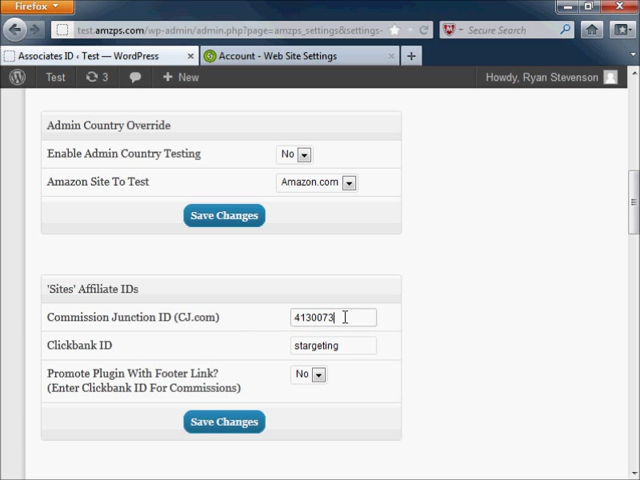 Firefox
test.amzps.com/wp-admin/admin.php?page=amzps_settings&settings-
Secure Search
Associates ID ‹ Test — WordPress
Account - Web Site Settings
Test
3
+ New
Howdy, Ryan Stevenson
Admin Country Override
Enable Admin Country Testing
No
Amazon Site To Test
Amazon.com
Save Changes
'Sites' Affiliate IDs
Commission Junction ID (CJ.com)
4130073
Clickbank ID
stargeting
Promote Plugin With Footer Link?
(Enter Clickbank ID For Commissions)
No
Save Changes